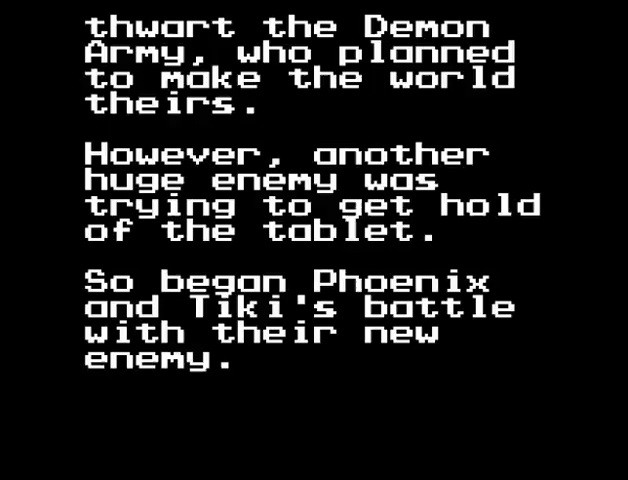 thwart the Demon
Army, who planned
to make the world
theirs.
However, another
huge enemy was
trying to get hold
of the tablet.
So began Phoenix
and Tiki's battle
with their new
enemy.